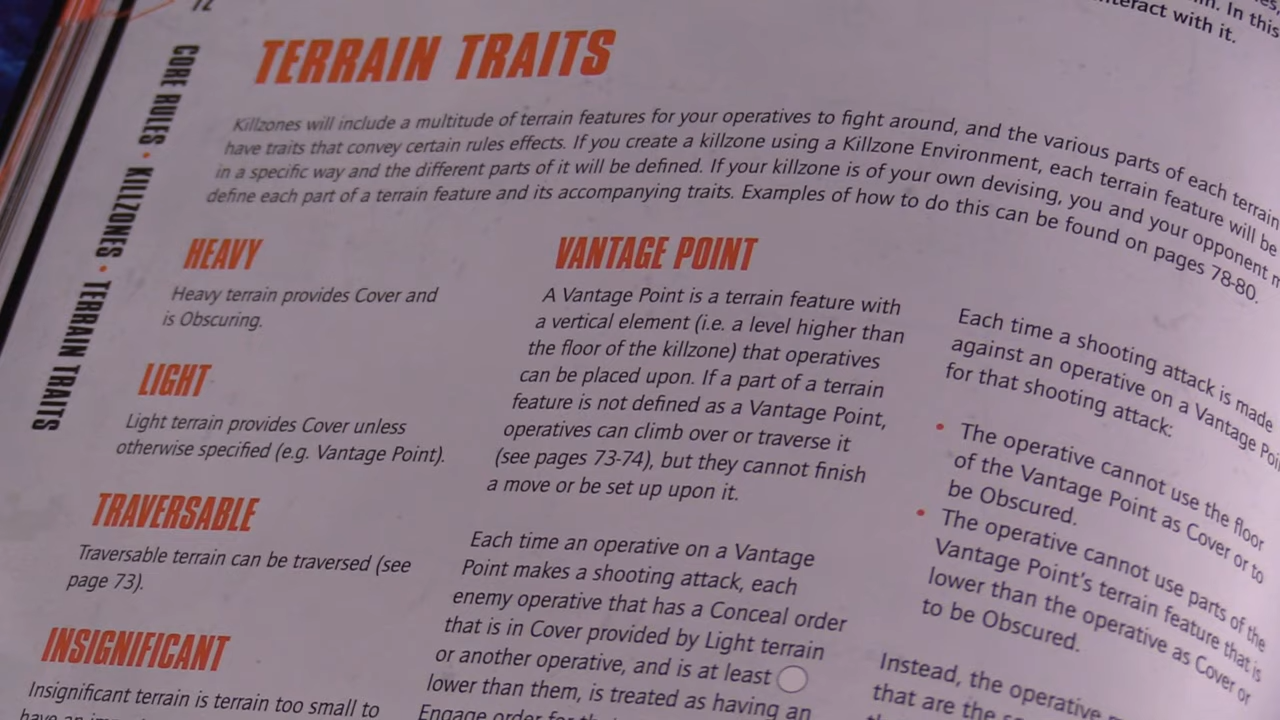 72
CORE RULES • KILLZONES • TERRAIN TRAITS
TERRAIN TRAITS
Killzones will include a multitude of terrain features for your operatives to fight around, and the various parts of each terrain
have traits that convey certain rules effects. If you create a killzone using a Killzone Environment, each terrain feature will be
in a specific way and the different parts of it will be defined. If your killzone is of your own devising, you and your opponent
define each part of a terrain feature and its accompanying traits. Examples of how to do this can be found on pages 78-80.
HEAVY
Heavy terrain provides Cover and
is Obscuring.
LIGHT
Light terrain provides Cover unless
otherwise specified (e.g. Vantage Point).
TRAVERSABLE
Traversable terrain can be traversed (see
page 73).
INSIGNIFICANT
Insignificant terrain is terrain too small to
VANTAGE POINT
A Vantage Point is a terrain feature with
a vertical element (i.e. a level higher than
the floor of the killzone) that operatives
can be placed upon. If a part of a terrain
feature is not defined as a Vantage Point,
operatives can climb over or traverse it
(see pages 73-74), but they cannot finish
a move or be set up upon it.
Each time an operative on a Vantage
Point makes a shooting attack, each
enemy operative that has a Conceal order
that is in Cover provided by Light terrain
or another operative, and is at least
lower than them, is treated as having an
Engage order for
In this
interact with it.
Each time a shooting attack is made
against an operative on a Vantage
for that shooting attack:
• The operative cannot use the floor
of the Vantage Point as Cover or to
be Obscured.
• The operative cannot use parts of the
Vantage Point's terrain feature that is
lower than the operative as Cover or
to be Obscured.
Instead, the operative
that are the